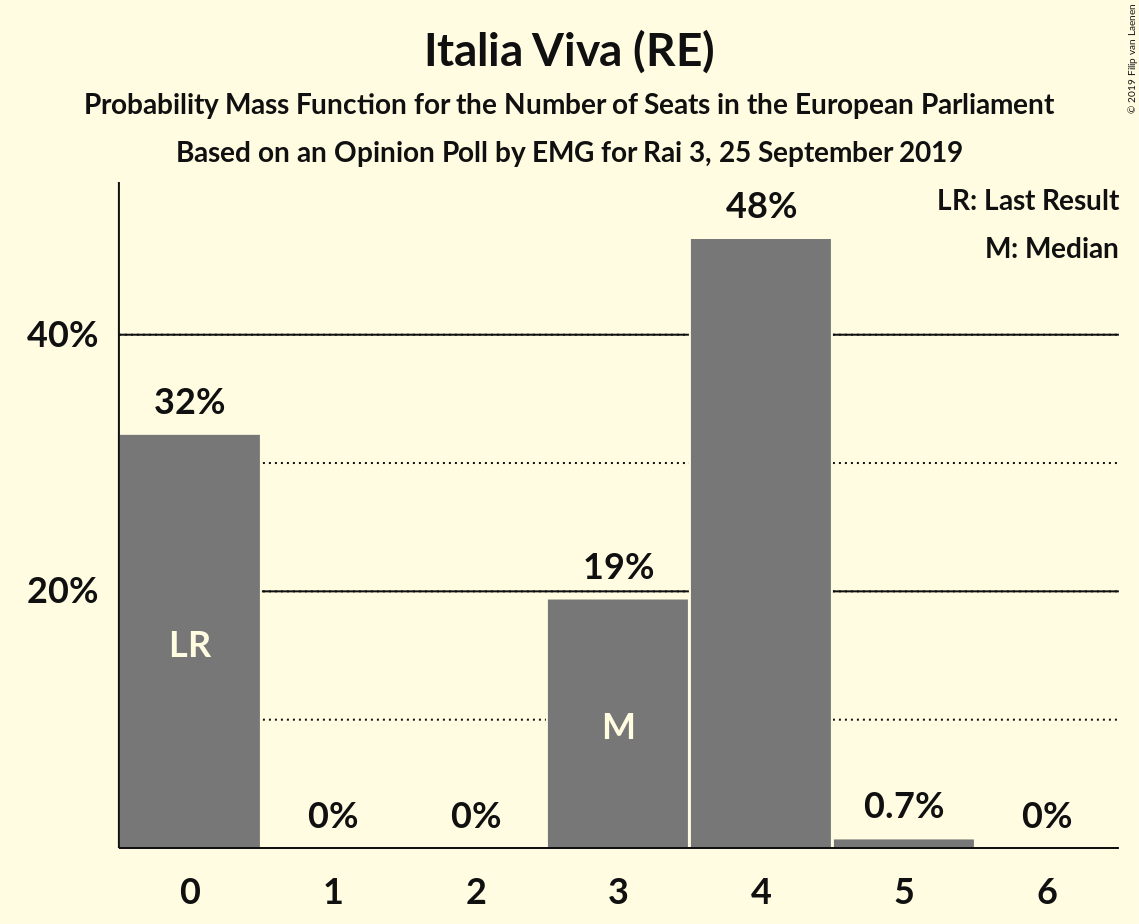 Italia Viva (RE)
Probability Mass Function for the Number of Seats in the European Parliament
Based on an Opinion Poll by EMG for Rai 3, 25 September 2019
© 2019 Filip van Laenen
LR: Last Result
M: Median
48%
40%
32%
19%
20%
LR
M
0%
0%
0.7%
0%
0
1
2
3
4
5
6